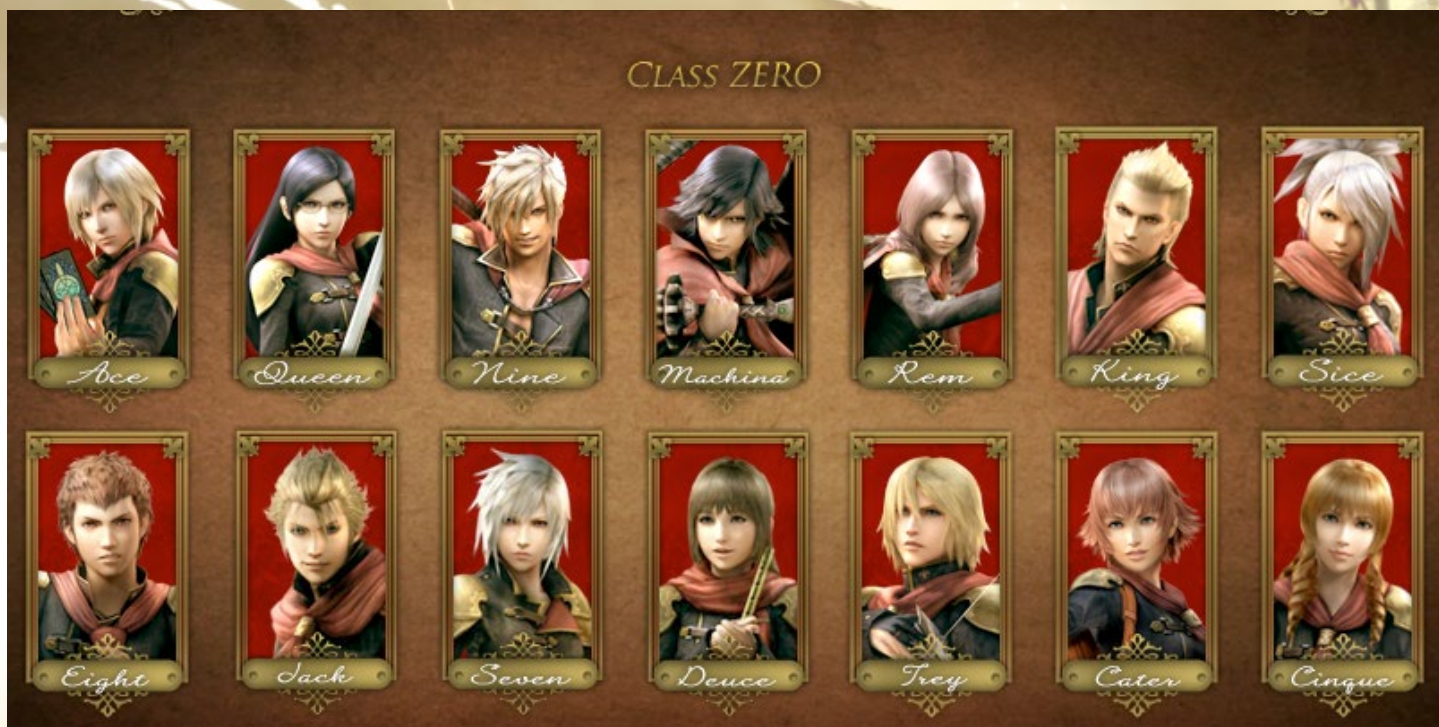 CLASS ZERO
Ace Queen Nine Machina Rem King Sice
Eight Jack Seven Deuce Trey Cater Cinque